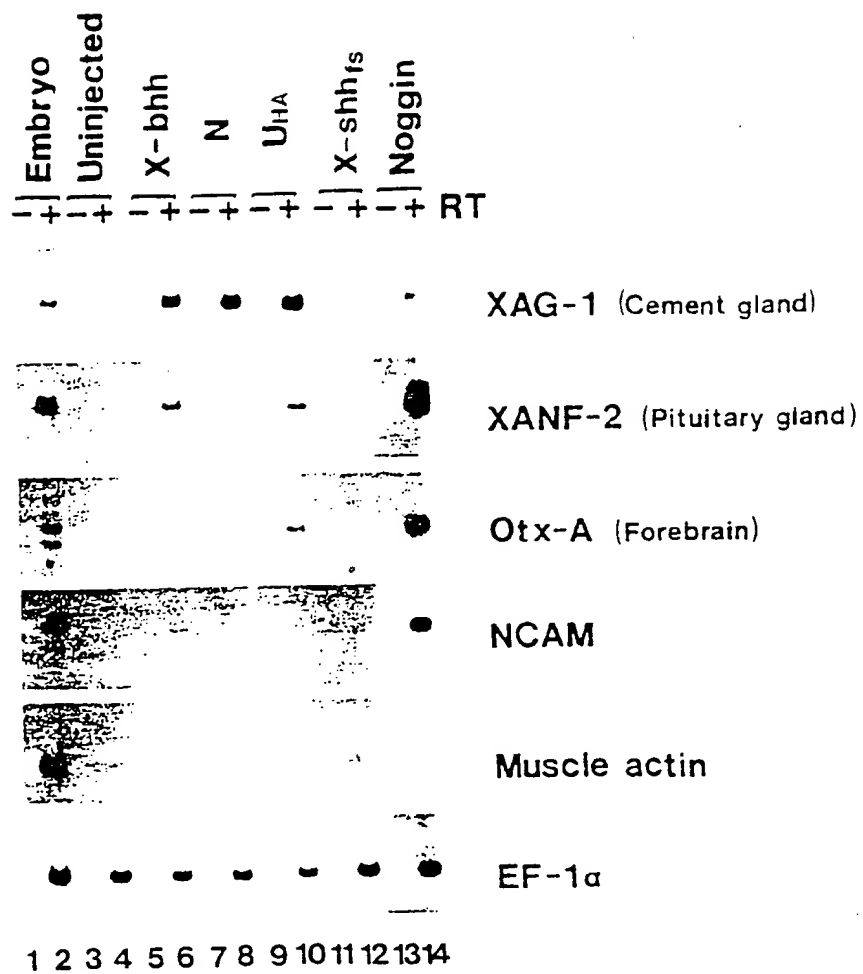 Embryo
Uninjected
X-bhh
N
UHA
X-shhfs
Noggin
- + - + - + - + - + - + - + RT
XAG-1 (Cement gland)
XANF-2 (Pituitary gland)
Otx-A (Forebrain)
NCAM
Muscle actin
EF-1α
1 2 3 4 5 6 7 8 9 10 11 12 13 14